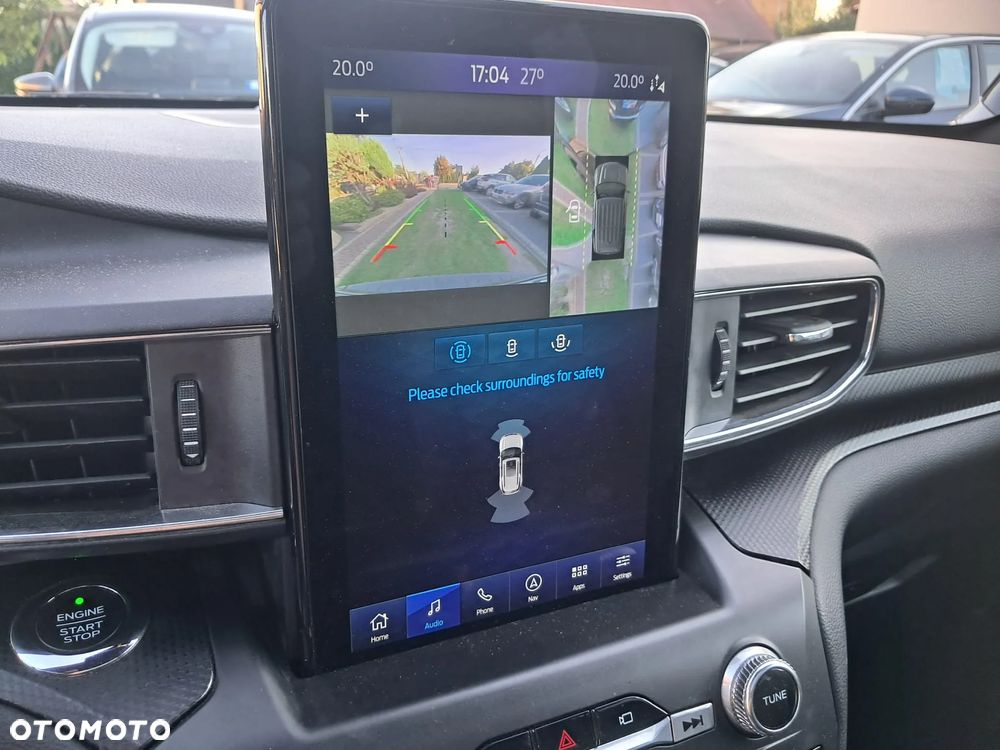 20.0°
17:04 27°
20.0°
+
Please check surroundings for safety
Home
Audio
Phone
Nav
Apps
Settings
ENGINE
START
STOP
TUNE
OTOMOTO